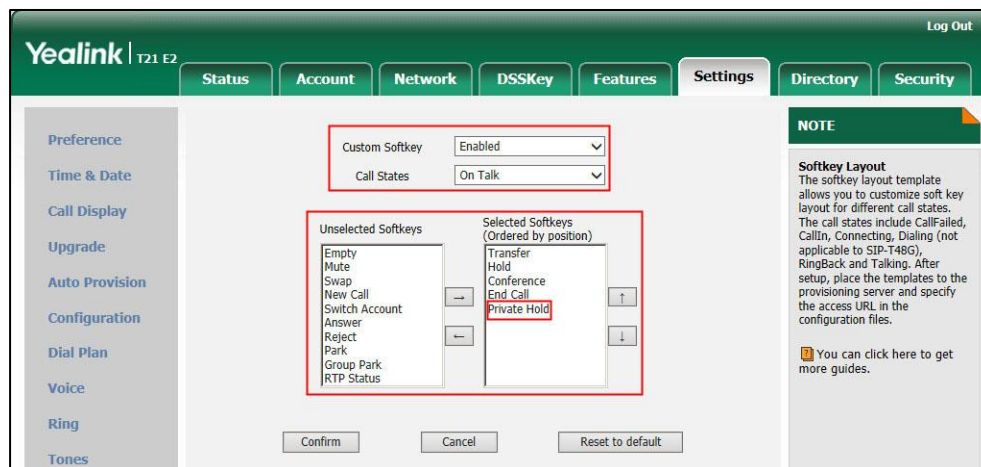 Log Out
Yealink T21 E2
Status Account Network DSSKey Features Settings Directory Security
Preference
Time & Date
Call Display
Upgrade
Auto Provision
Configuration
Dial Plan
Voice
Ring
Tones
Custom Softkey Enabled
Call States On Talk
Unselected Softkeys
Empty
Mute
Swap
New Call
Switch Account
Answer
Reject
Park
Group Park
RTP Status
→
←
Selected Softkeys
(Ordered by position)
Transfer
Hold
Conference
End Call
Private Hold
↑
↓
Confirm Cancel Reset to default
NOTE
Softkey Layout
The softkey layout template
allows you to customize soft key
layout for different call states.
The call states include CallFailed,
CallIn, Connecting, Dialing (not
applicable to SIP-T48G),
RingBack and Talking. After
setup, place the templates to the
provisioning server and specify
the access URL in the
configuration files.
? You can click here to get
more guides.